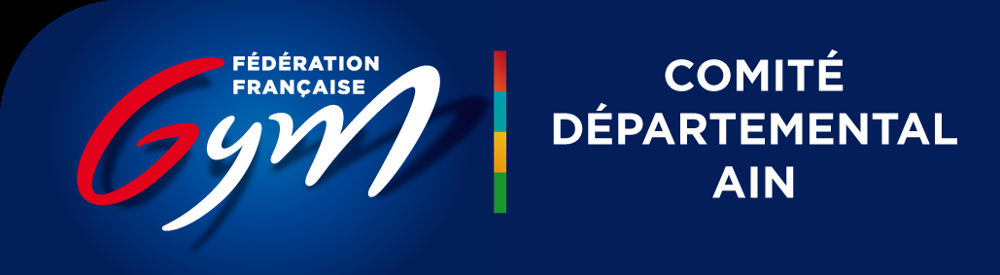 FÉDÉRATION
FRANÇAISE
Gym
COMITÉ
DÉPARTEMENTAL
AIN